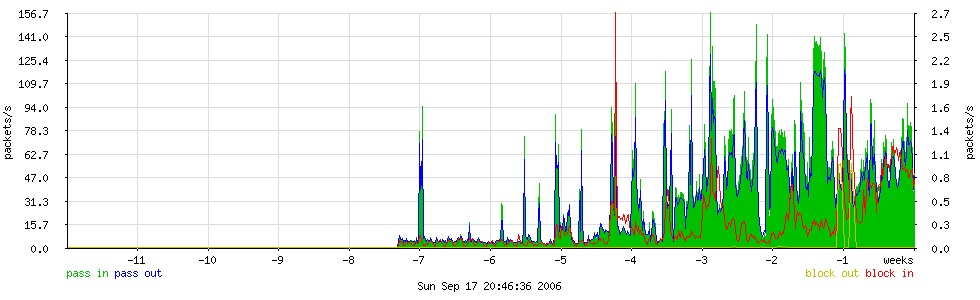 156.7 2.7
141.0 2.5
125.4 2.2
109.7 1.9
94.0 1.6
78.3 1.4
62.7 1.1
47.0 0.8
31.3 0.5
15.7 0.3
0.0 0.0
packets/s
packets/s
-11 -10 -9 -8 -7 -6 -5 -4 -3 -2 -1 weeks
pass in pass out block out block in
Sun Sep 17 20:46:36 2006